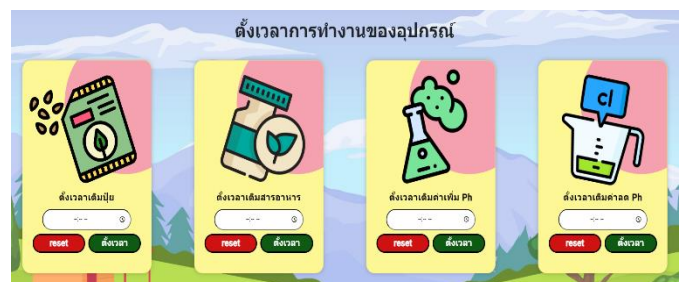 ตั้งเวลาการทำงานของอุปกรณ์
ตั้งเวลาเติมปุ๋ย
--:--
reset
ตั้งเวลา
ตั้งเวลาเติมสารอาหาร
--:--
reset
ตั้งเวลา
ตั้งเวลาเติมค่าเพิ่ม Ph
--:--
reset
ตั้งเวลา
cl
ตั้งเวลาเติมค่าลด Ph
--:--
reset
ตั้งเวลา